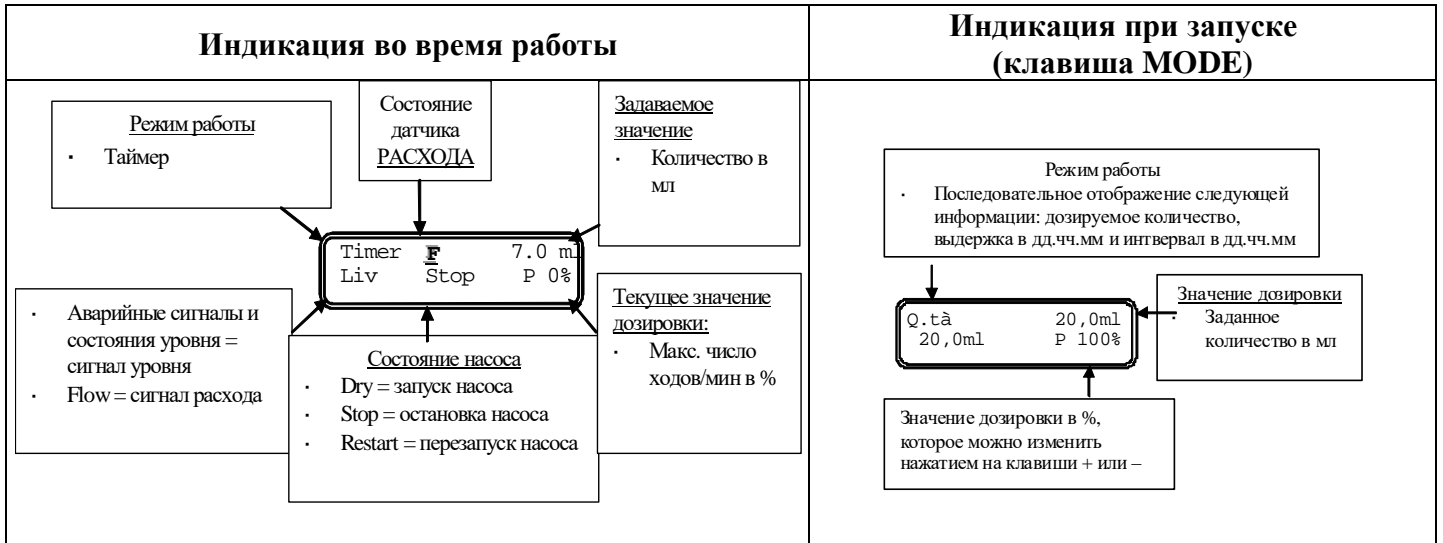 Индикация во время работы
Индикация при запуске
(клавиша MODE)
Режим работы
· Таймер
Состояние
датчика
РАСХОДА
Задаваемое
значение
· Количество в
мл
Timer F 7.0 ml
Liv Stop P 0%
· Аварийные сигналы и
состояния уровня =
сигнал уровня
· Flow = сигнал расхода
Состояние насоса
· Dry = запуск насоса
· Stop = остановка насоса
· Restart = перезапуск насоса
Текущее значение
дозировки:
· Макс. число
ходов/мин в %
Режим работы
· Последовательное отображение следующей
информации: дозируемое количество,
выдержка в дд.чч.мм и интвервал в дд.чч.мм
Q.tà 20,0ml
20,0ml P 100%
Значение дозировки
· Заданное
количество в мл
Значение дозировки в %,
которое можно изменить
нажатием на клавиши + или –